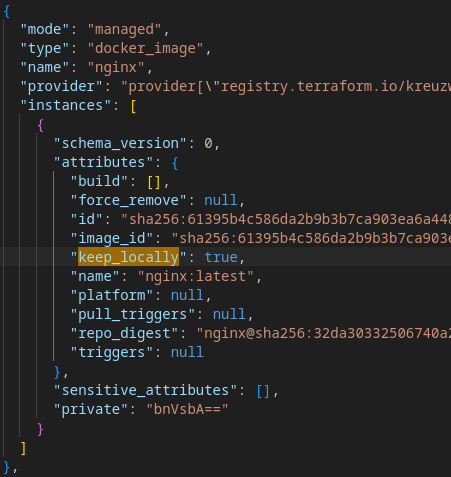 {
"mode": "managed",
"type": "docker_image",
"name": "nginx",
"provider": "provider[\"registry.terraform.io/kreuzw
"instances": [
{
"schema_version": 0,
"attributes": {
"build": [],
"force_remove": null,
"id": "sha256:61395b4c586da2b9b3b7ca903ea6a448
"image_id": "sha256:61395b4c586da2b9b3b7ca903e
"keep_locally": true,
"name": "nginx:latest",
"platform": null,
"pull_triggers": null,
"repo_digest": "nginx@sha256:32da30332506740a2
"triggers": null
},
"sensitive_attributes": [],
"private": "bnVsbA=="
}
]
},